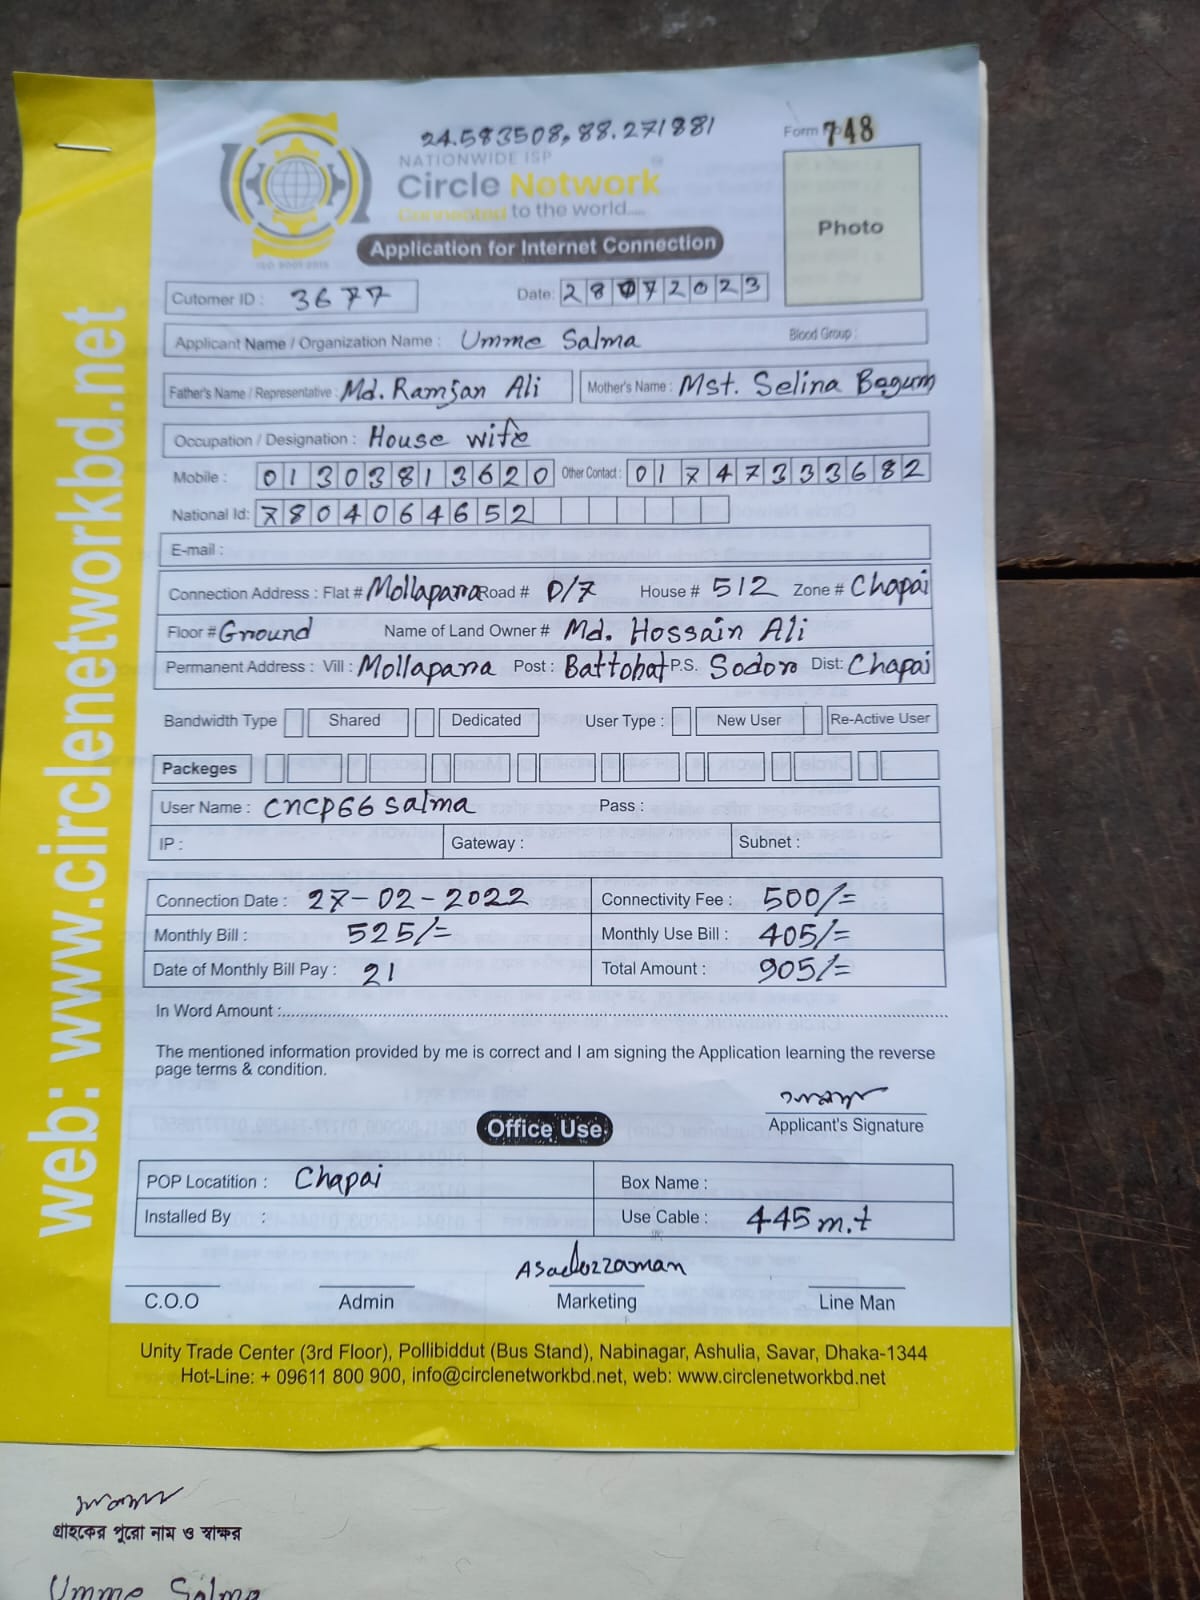 24.583508, 88.271881
Form 748
NATIONWIDE ISP
Circle Network
Connected to the world....
ISO 9001:2015
Photo
Application for Internet Connection
Cutomer ID : 3677
Date: 28072023
Applicant Name / Organization Name : Umme Salma Blood Group :
Father's Name / Representative : Md. Ramjan Ali Mother's Name : Mst. Selina Begum
Occupation / Designation : House wife
Mobile : 01303813620 Other Contact : 01747333682
National Id: 7804064652
E-mail :
Connection Address : Flat # Mollapara Road # D/7 House # 512 Zone # Chapai
Floor # Ground Name of Land Owner # Md. Hossain Ali
Permanent Address : Vill : Mollapara Post : Battohat P.S. Sodor Dist: Chapai
Bandwidth Type Shared Dedicated User Type : New User Re-Active User
Packeges
User Name : cncp66salma Pass :
IP : Gateway : Subnet :
Connection Date : 27-02-2022 Connectivity Fee : 500/=
Monthly Bill : 525/= Monthly Use Bill : 405/=
Date of Monthly Bill Pay : 21 Total Amount : 905/=
In Word Amount :
The mentioned information provided by me is correct and I am signing the Application learning the reverse
page terms & condition.
Applicant's Signature
Office Use
POP Locatition : Chapai Box Name :
Installed By : Use Cable : 445 m.t
Asaduzzaman
C.O.O Admin Marketing Line Man
Unity Trade Center (3rd Floor), Pollibiddut (Bus Stand), Nabinagar, Ashulia, Savar, Dhaka-1344
Hot-Line: + 09611 800 900, info@circlenetworkbd.net, web: www.circlenetworkbd.net
web: www.circlenetworkbd.net
গ্রাহকের পুরো নাম ও স্বাক্ষর
Umme Salma